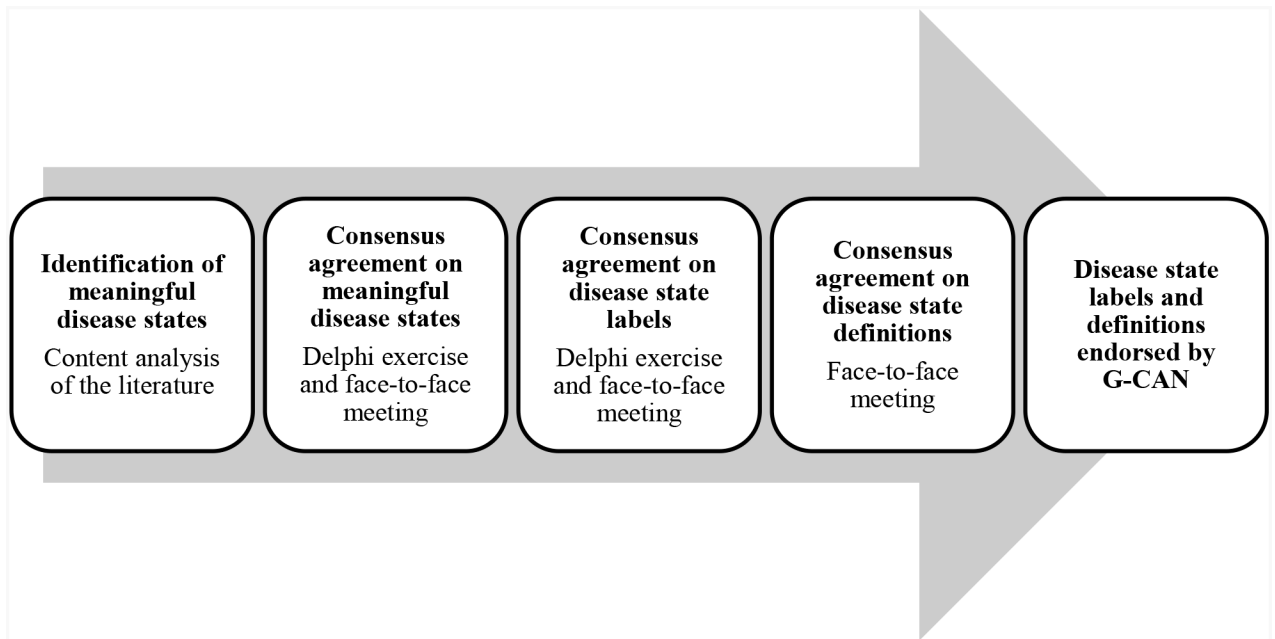 Identification of
meaningful
disease states
Content analysis
of the literature
Consensus
agreement on
meaningful
disease states
Delphi exercise
and face-to-face
meeting
Consensus
agreement on
disease state
labels
Delphi exercise
and face-to-face
meeting
Consensus
agreement on
disease state
definitions
Face-to-face
meeting
Disease state
labels and
definitions
endorsed by
G-CAN